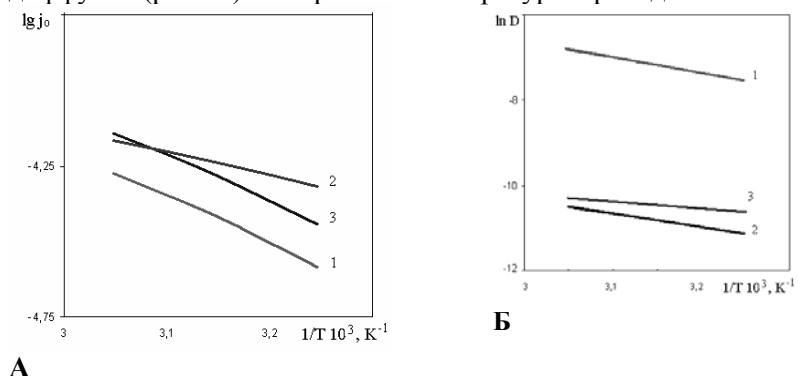 lg j₀
-4,25
-4,75
2
3
1
3
3,1
3,2
1/T 10³, K⁻¹
А
ln D
-8
-10
-12
1
3
2
3
3,1
3,2
1/T 10³, K⁻¹
Б